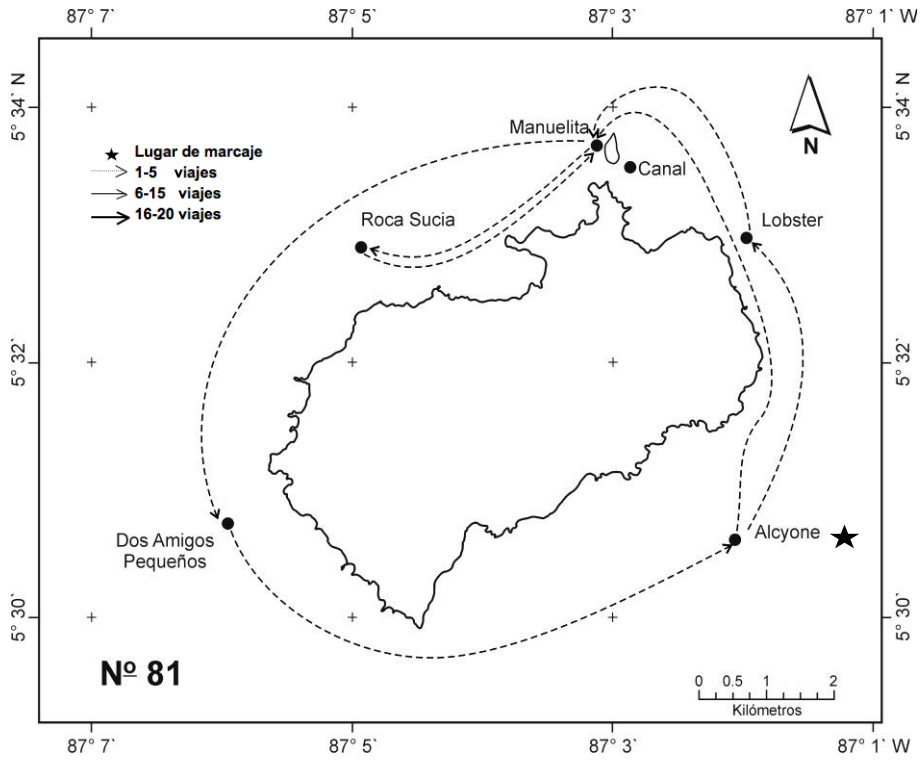 87° 7` 87° 5` 87° 3` 87° 1` W
5° 34` N
Manuelita
Canal
N
Lugar de marcaje
1-5 viajes
6-15 viajes
16-20 viajes
Roca Sucia
Lobster
5° 32`
5° 32`
5° 34` N
Dos Amigos
Pequeños
Alcyone
5° 30`
5° 30`
Nº 81
0 0.5 1 2
Kilómetros
87° 7` 87° 5` 87° 3` 87° 1` W